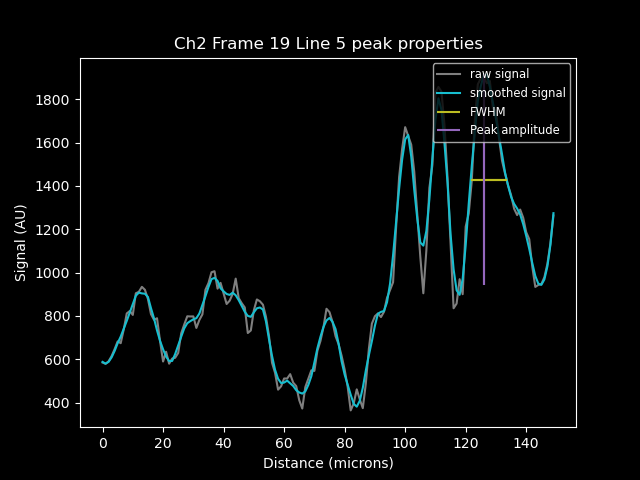 Ch2 Frame 19 Line 5 peak properties
raw signal
smoothed signal
FWHM
Peak amplitude
Signal (AU)
1800
1600
1400
1200
1000
800
600
400
0 20 40 60 80 100 120 140
Distance (microns)